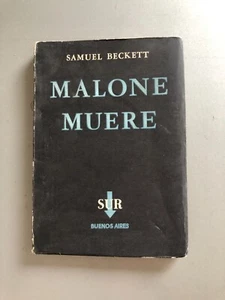 SAMUEL BECKETT
MALONE
MUERE
SUR
BUENOS AIRES